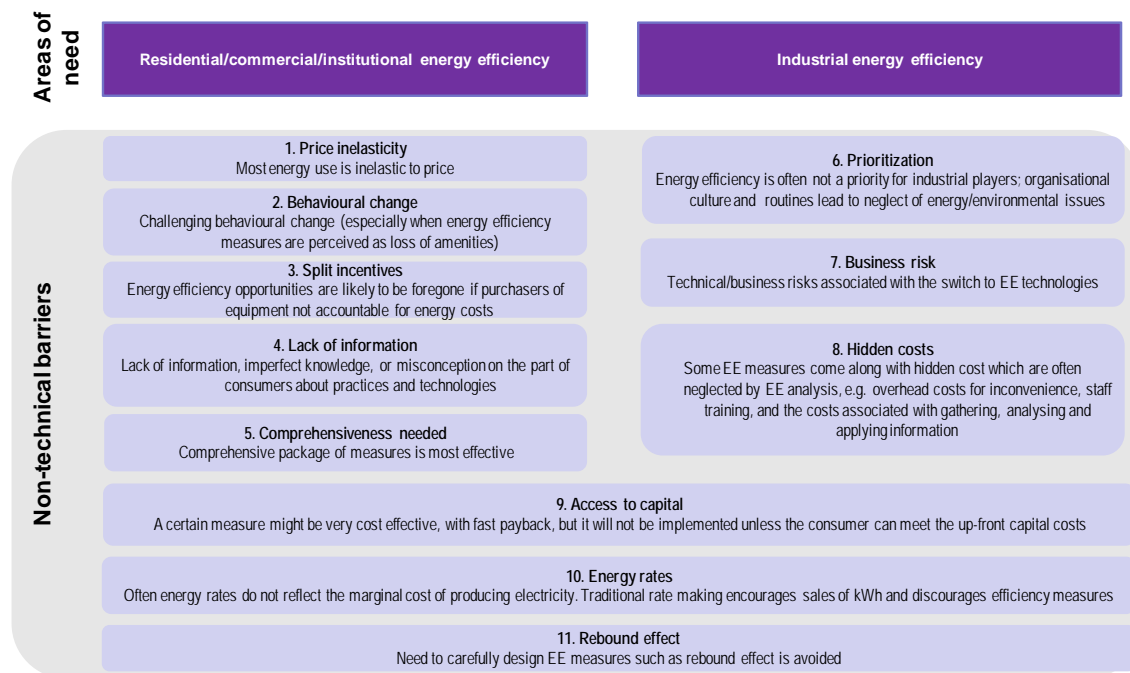 Areas of
need
Residential/commercial/institutional energy efficiency
Industrial energy efficiency
Non-technical barriers
1. Price inelasticity
Most energy use is inelastic to price
2. Behavioural change
Challenging behavioural change (especially when energy efficiency
measures are perceived as loss of amenities)
3. Split incentives
Energy efficiency opportunities are likely to be foregone if purchasers of
equipment not accountable for energy costs
4. Lack of information
Lack of information, imperfect knowledge, or misconception on the part of
consumers about practices and technologies
5. Comprehensiveness needed
Comprehensive package of measures is most effective
6. Prioritization
Energy efficiency is often not a priority for industrial players; organisational
culture and routines lead to neglect of energy/environmental issues
7. Business risk
Technical/business risks associated with the switch to EE technologies
8. Hidden costs
Some EE measures come along with hidden cost which are often
neglected by EE analysis, e.g. overhead costs for inconvenience, staff
training, and the costs associated with gathering, analysing and
applying information
9. Access to capital
A certain measure might be very cost effective, with fast payback, but it will not be implemented unless the consumer can meet the up-front capital costs
10. Energy rates
Often energy rates do not reflect the marginal cost of producing electricity. Traditional rate making encourages sales of kWh and discourages efficiency measures
11. Rebound effect
Need to carefully design EE measures such as rebound effect is avoided